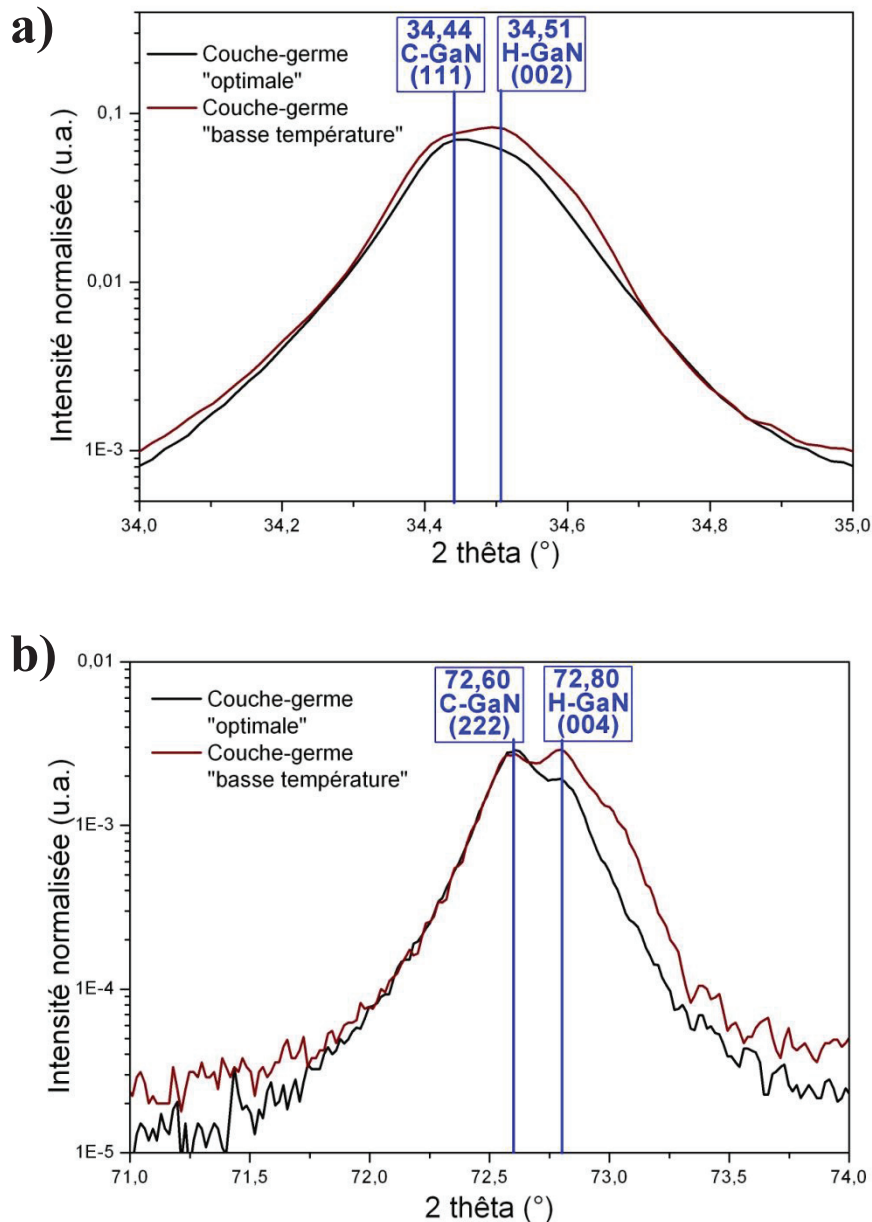 a)
34,44
C-GaN
(111)
34,51
H-GaN
(002)
Couche-germe
"optimale"
Couche-germe
"basse température"
Intensité normalisée (u.a.)
0,1
0,01
1E-3
34,0
34,2
34,4
34,6
34,8
35,0
2 thêta (°)
b)
72,60
C-GaN
(222)
72,80
H-GaN
(004)
Couche-germe
"optimale"
Couche-germe
"basse température"
Intensité normalisée (u.a.)
0,01
1E-3
1E-4
1E-5
71,0
71,5
72,0
72,5
73,0
73,5
74,0
2 thêta (°)